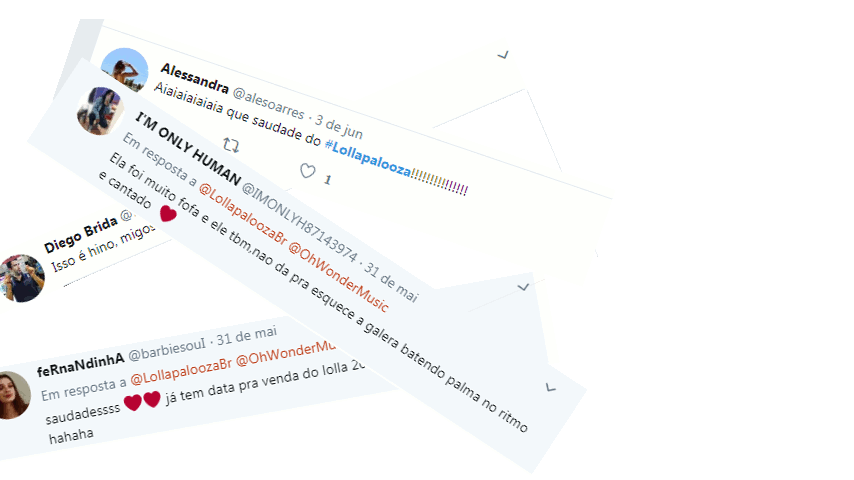 Alessandra @alesoarres · 3 de jun
Aiaiaiaiaiaia que saudade do #Lollapalooza!!!!!!!!!!!!!!!!!
1
I'M ONLY HUMAN @IMONLYH87143974 · 31 de mai
Em resposta a @LollapaloozaBr @OhWonderMusic
Ela foi muito fofa e ele tbm,nao da pra esquece a galera batendo palma no ritmo
e cantado ❤
Diego Brida @
Isso é hino, migos
feRnaNdinhA @barbiesouI · 31 de mai
Em resposta a @LollapaloozaBr @OhWonderMu
saudadessss ❤❤ já tem data pra venda do lolla
hahaha